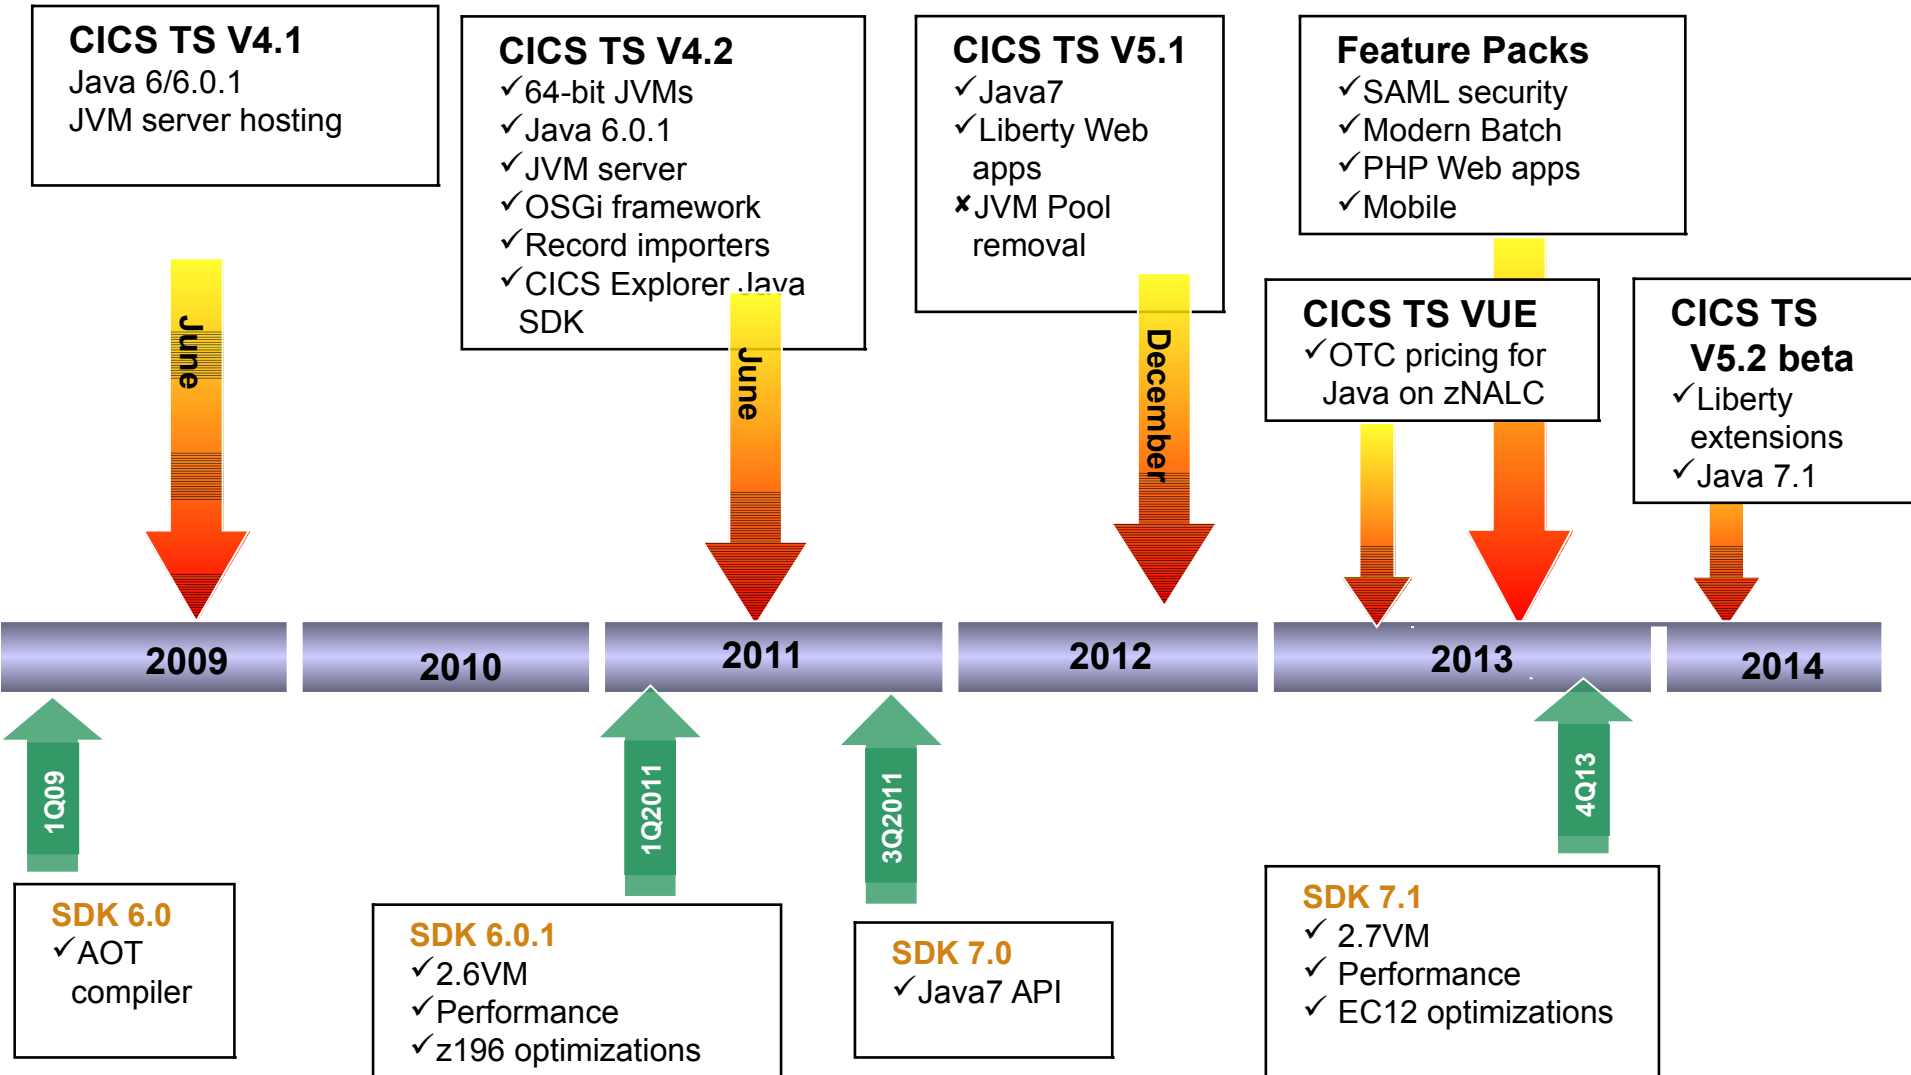 CICS TS V4.1
Java 6/6.0.1
JVM server hosting
CICS TS V4.2
✓64-bit JVMs
✓Java 6.0.1
✓JVM server
✓OSGi framework
✓Record importers
✓CICS Explorer Java
SDK
CICS TS V5.1
✓Java7
✓Liberty Web
apps
✘JVM Pool
removal
Feature Packs
✓SAML security
✓Modern Batch
✓PHP Web apps
✓Mobile
CICS TS VUE
✓OTC pricing for
Java on zNALC
CICS TS
V5.2 beta
✓Liberty
extensions
✓Java 7.1
June
June
December
2009
2010
2011
2012
2013
2014
1Q09
1Q2011
3Q2011
4Q13
SDK 6.0
✓AOT
compiler
SDK 6.0.1
✓2.6VM
✓Performance
✓z196 optimizations
SDK 7.0
✓Java7 API
SDK 7.1
✓ 2.7VM
✓ Performance
✓ EC12 optimizations